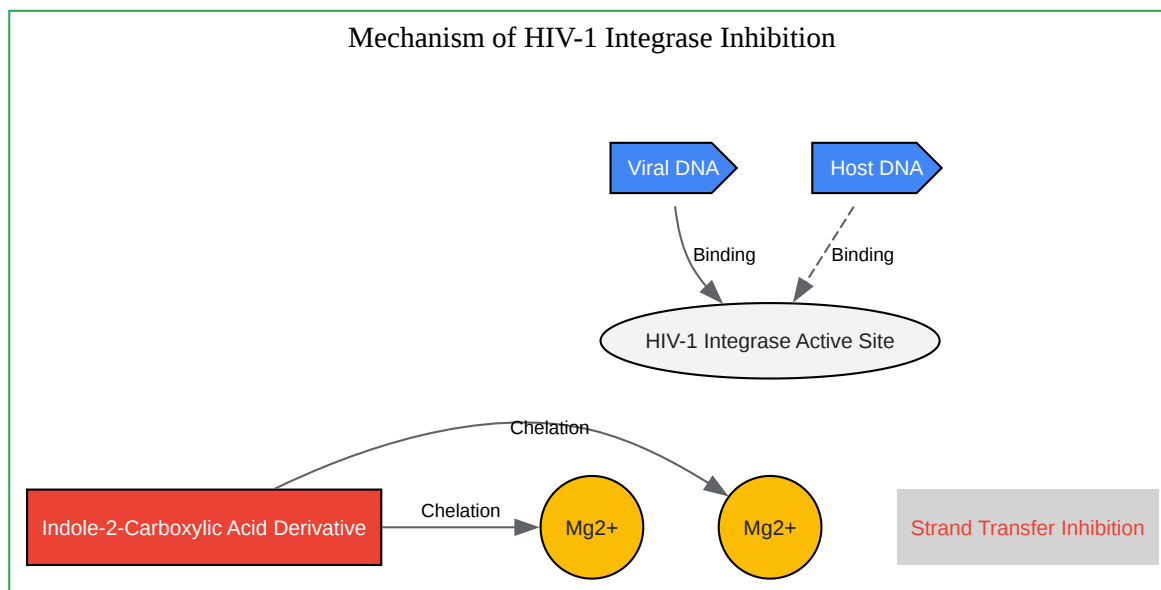 Mechanism of HIV-1 Integrase Inhibition
Viral DNA
Host DNA
Binding
Binding
HIV-1 Integrase Active Site
Chelation
Indole-2-Carboxylic Acid Derivative
Chelation
Mg2+
Mg2+
Strand Transfer Inhibition